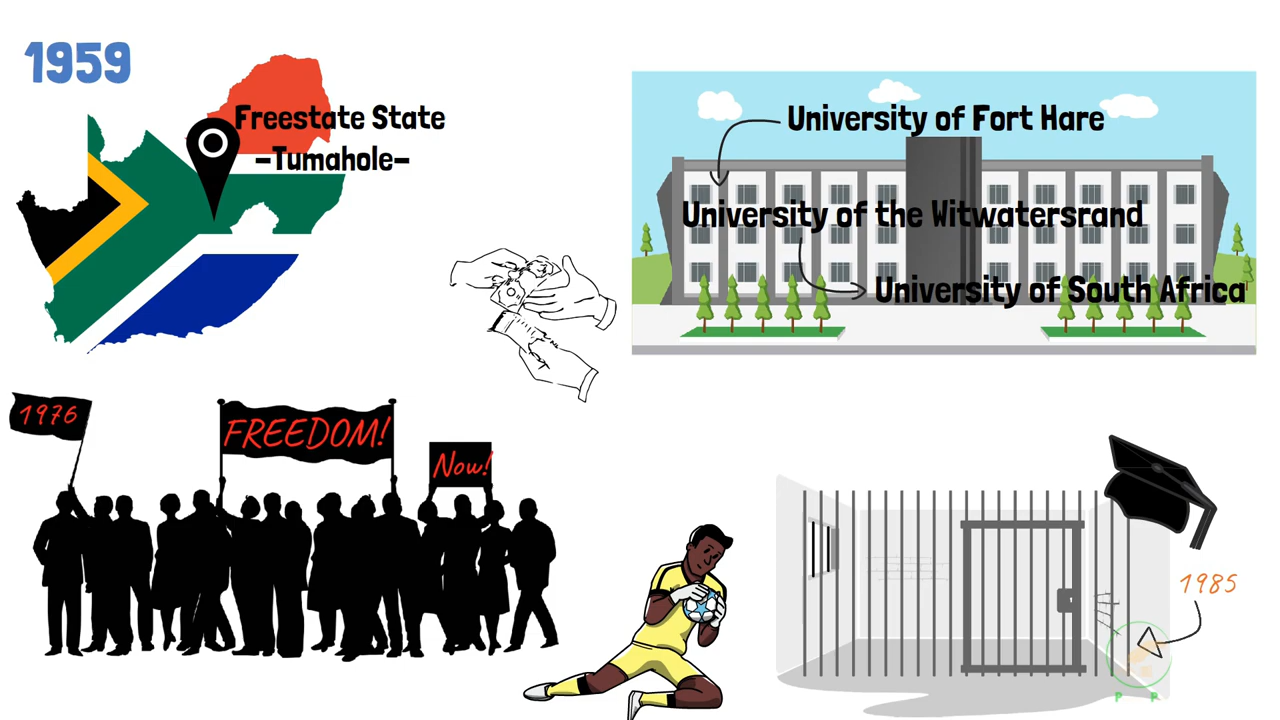 1959
Freestate State
-Tumahole-
University of Fort Hare
University of the Witwatersrand
University of South Africa
1976
FREEDOM!
Now!
1985
P R